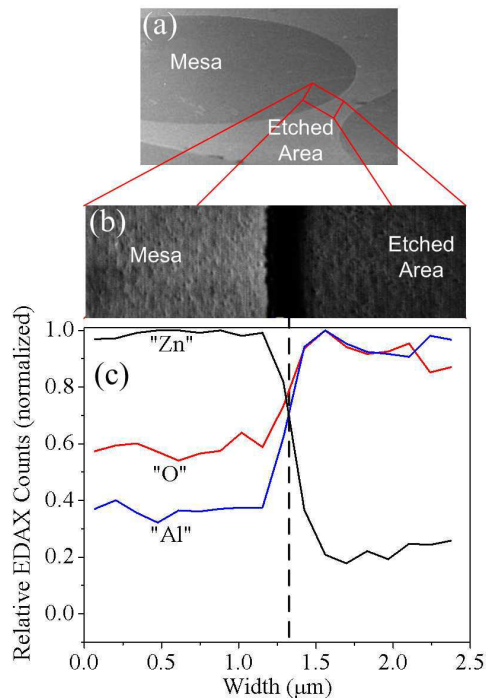 (a)
Mesa
Etched
Area
(b)
Mesa
Etched
Area
(c)
"Zn"
"O"
"Al"
Relative EDAX Counts (normalized)
1.0
0.8
0.6
0.4
0.2
0.0
0.0 0.5 1.0 1.5 2.0 2.5
Width (μm)